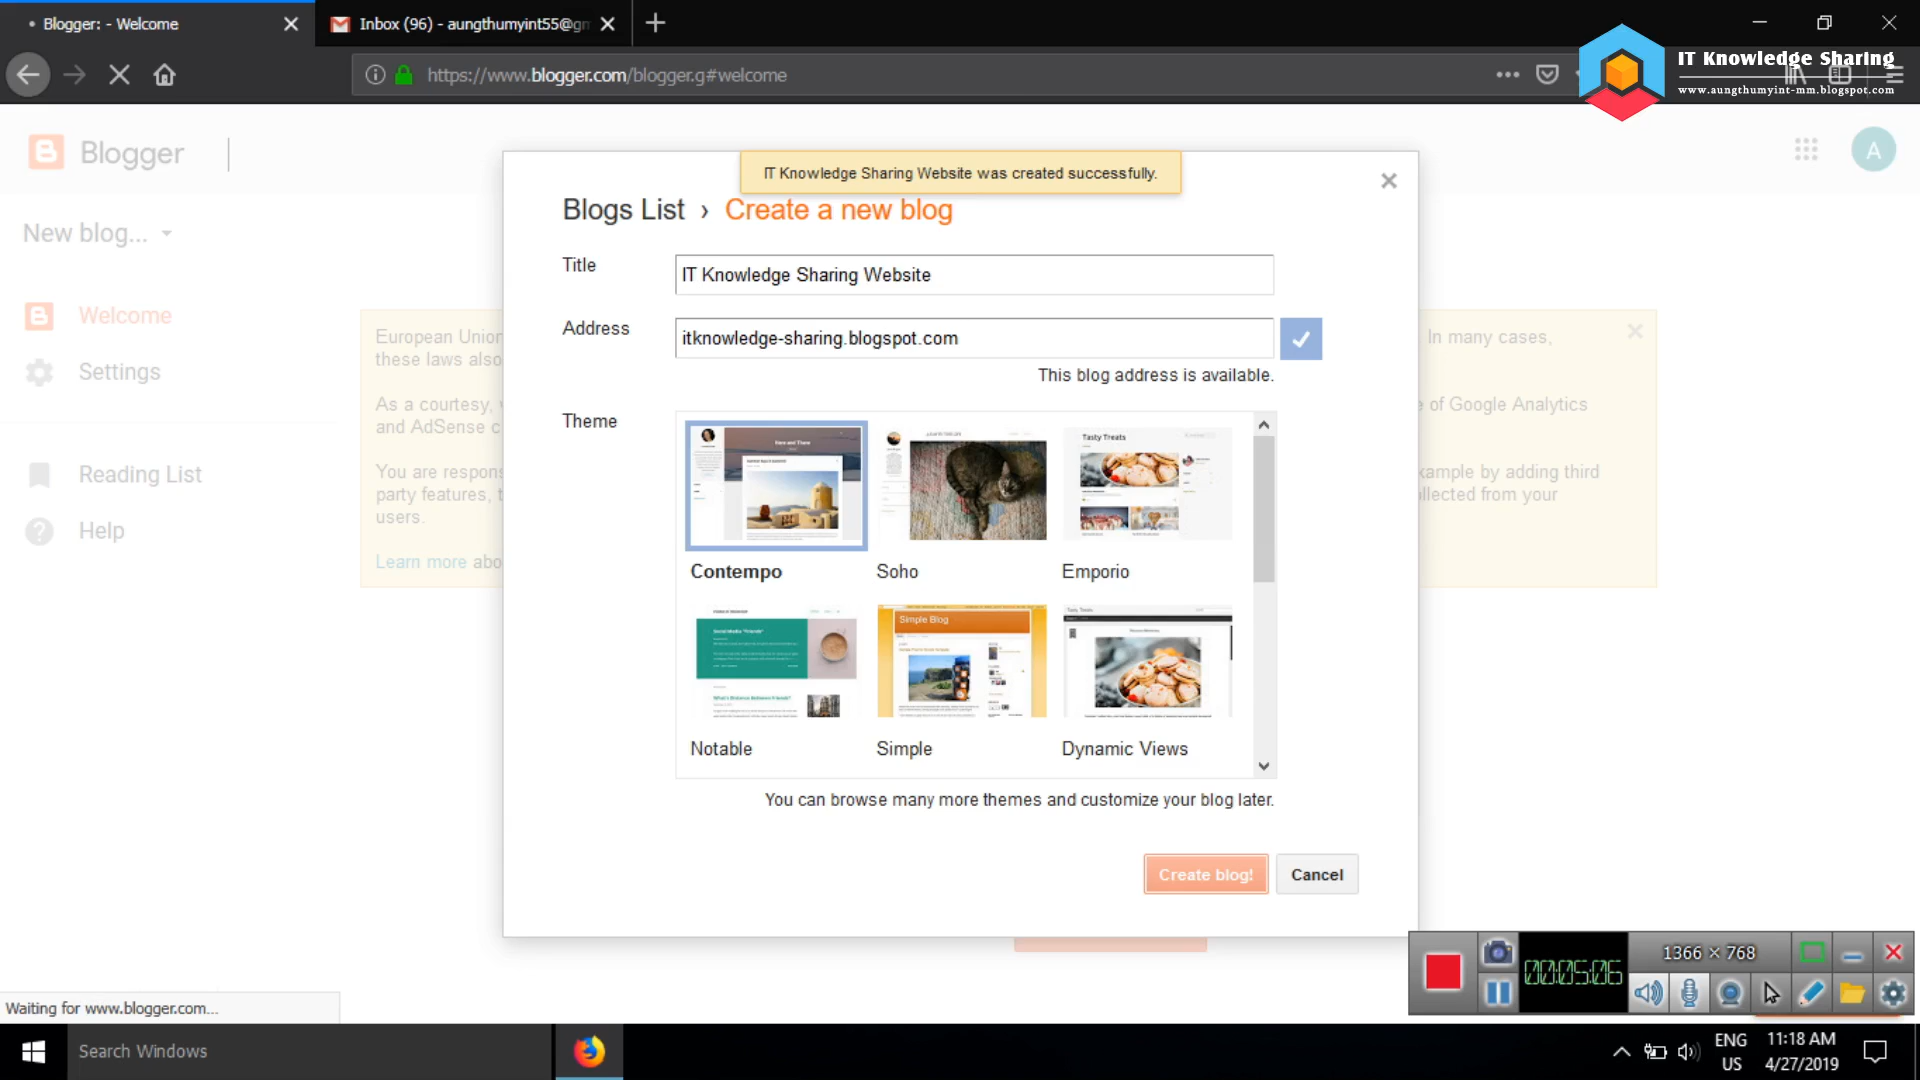 Blogger: - Welcome
Inbox (96) - aungthumyint55@gm
https://www.blogger.com/blogger.g#welcome
IT Knowledge Sharing
www.aungthumyint-mm.blogspot.com
Blogger
A
IT Knowledge Sharing Website was created successfully.
Blogs List › Create a new blog
New blog...
Title
IT Knowledge Sharing Website
Address
itknowledge-sharing.blogspot.com
This blog address is available.
Welcome
Settings
Reading List
Help
European Union
these laws also
As a courtesy,
and AdSense c
You are respons
party features, t
users.
Learn more abo
In many cases,
e of Google Analytics
xample by adding third
llected from your
Theme
Tasty Treats
Contempo
Soho
Emporio
Simple Blog
Notable
Simple
Dynamic Views
You can browse many more themes and customize your blog later.
Create blog!
Cancel
1366 × 768
00:05:06
Waiting for www.blogger.com...
Search Windows
ENG
US
11:18 AM
4/27/2019